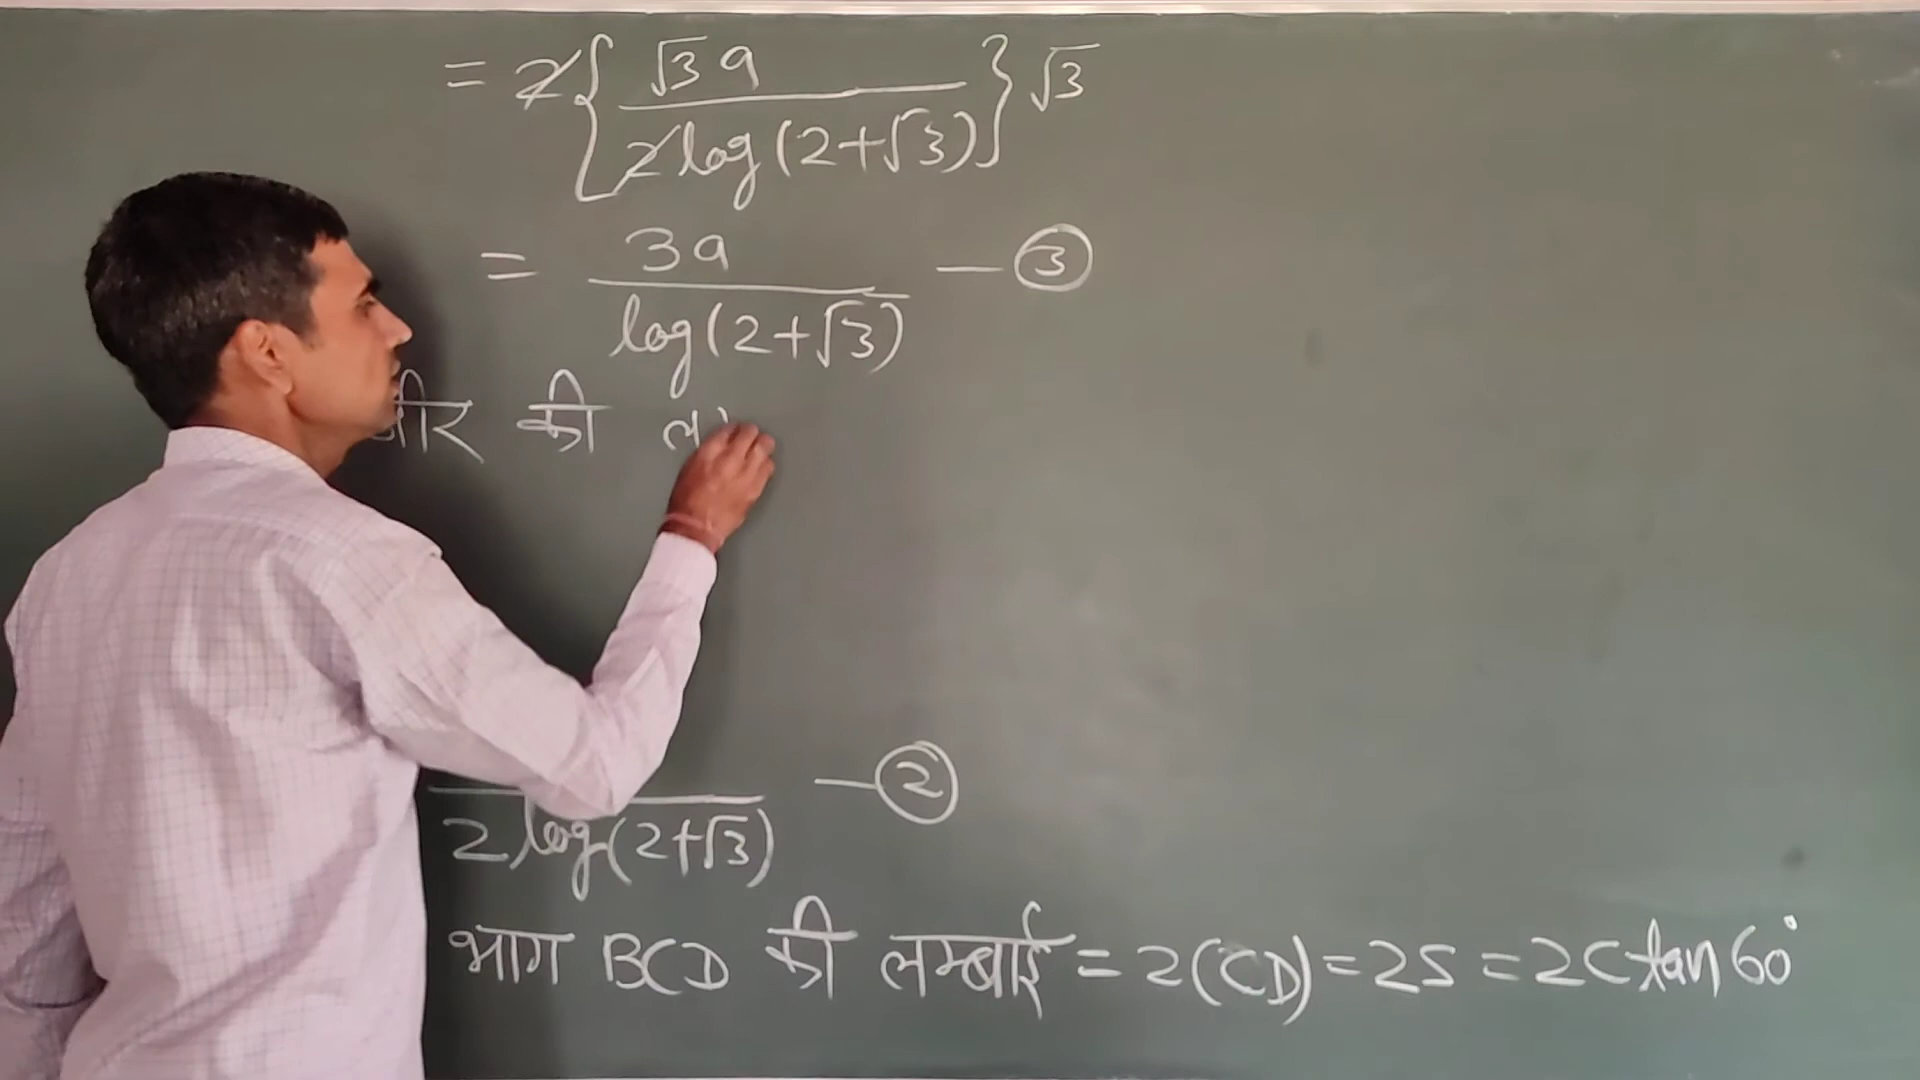 = 2{ √3 a / 2 log(2+√3) } √3
= 3a / log(2+√3) — ③
की
2 log(2+√3) — ②
भाग BCD की लम्बाई = 2(CD) = 2S = 2C tan 60°